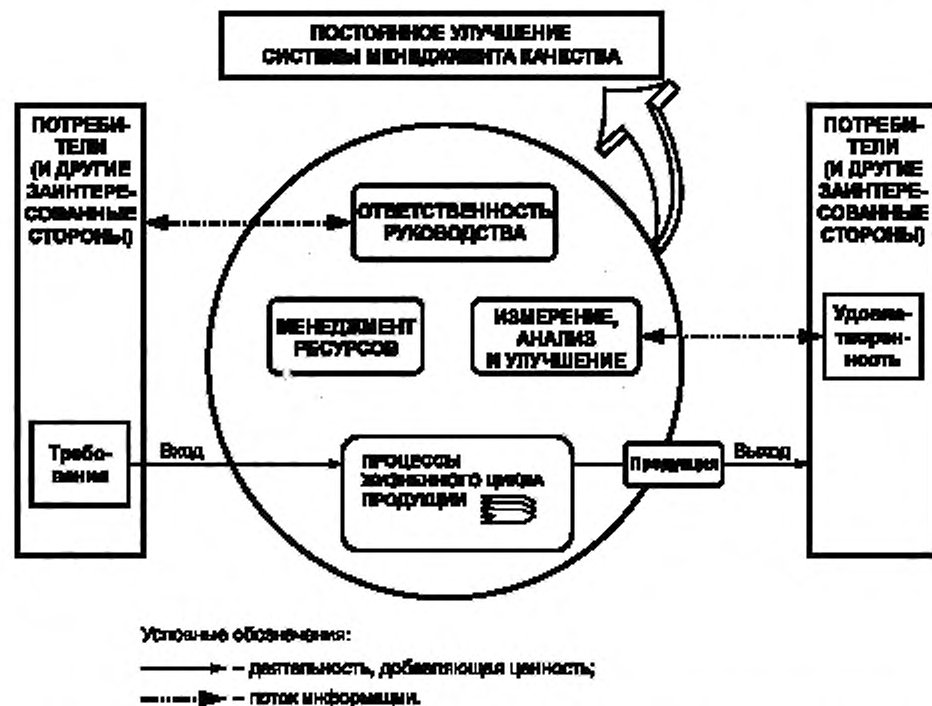 ПОСТОЯННОЕ УЛУЧШЕНИЕ
СИСТЕМЫ МЕНЕДЖМЕНТА КАЧЕСТВА
ПОТРЕБИ-
ТЕЛИ
(И ДРУГИЕ
ЗАИНТЕРЕ-
СОВАННЫЕ
СТОРОНЫ)
ОТВЕТСТВЕННОСТЬ
РУКОВОДСТВА
МЕНЕДЖМЕНТ
РЕСУРСОВ
ИЗМЕРЕНИЕ,
АНАЛИЗ
И УЛУЧШЕНИЕ
ПОТРЕБИ-
ТЕЛИ
(И ДРУГИЕ
ЗАИНТЕРЕ-
СОВАННЫЕ
СТОРОНЫ)
Удовле-
творен-
ность
Требо-
вания
Вход
ПРОЦЕССЫ
ЖИЗНЕННОГО ЦИКЛА
ПРОДУКЦИИ
Продукция
Выход
Условные обозначения:
– деятельность, добавляющая ценность;
– поток информации.